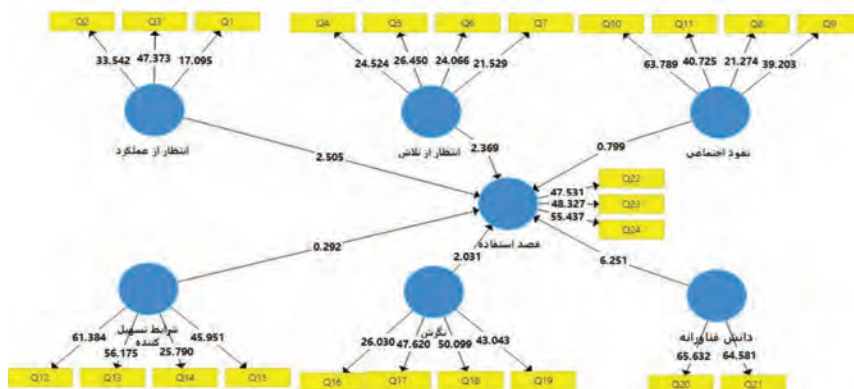 Q2 Q3 Q1 Q4 Q5 Q6 Q7 Q10 Q11 Q8 Q9
33.542 47.373 17.095 24.524 26.450 24.066 21.529 63.789 40.725 21.274 39.203
انتظار از عملکرد
انتظار از تلاش
نفوذ اجتماعی
2.505 2.369 0.799
Q22
47.531
48.327 Q23
55.437
Q24
قصد استفاده
0.292 2.031 6.251
شرایط تسهیل
کننده
نگرش
دانش فناورانه
61.384 56.175 25.790 45.951 26.030 47.620 50.099 43.043 65.632 64.581
Q12 Q13 Q14 Q15 Q16 Q17 Q18 Q19 Q20 Q21